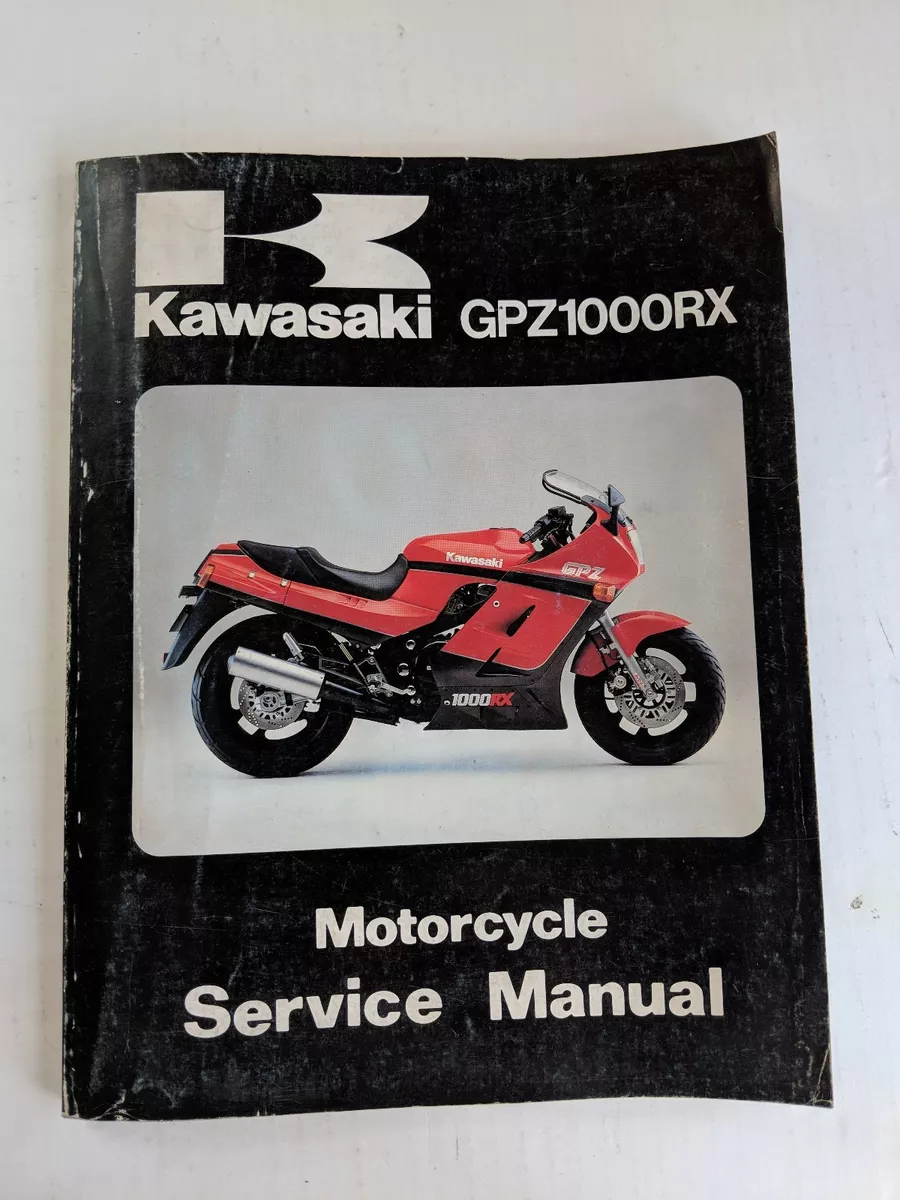 Kawasaki GPZ1000RX
Kawasaki
GPZ
1000RX
Motorcycle
Service Manual